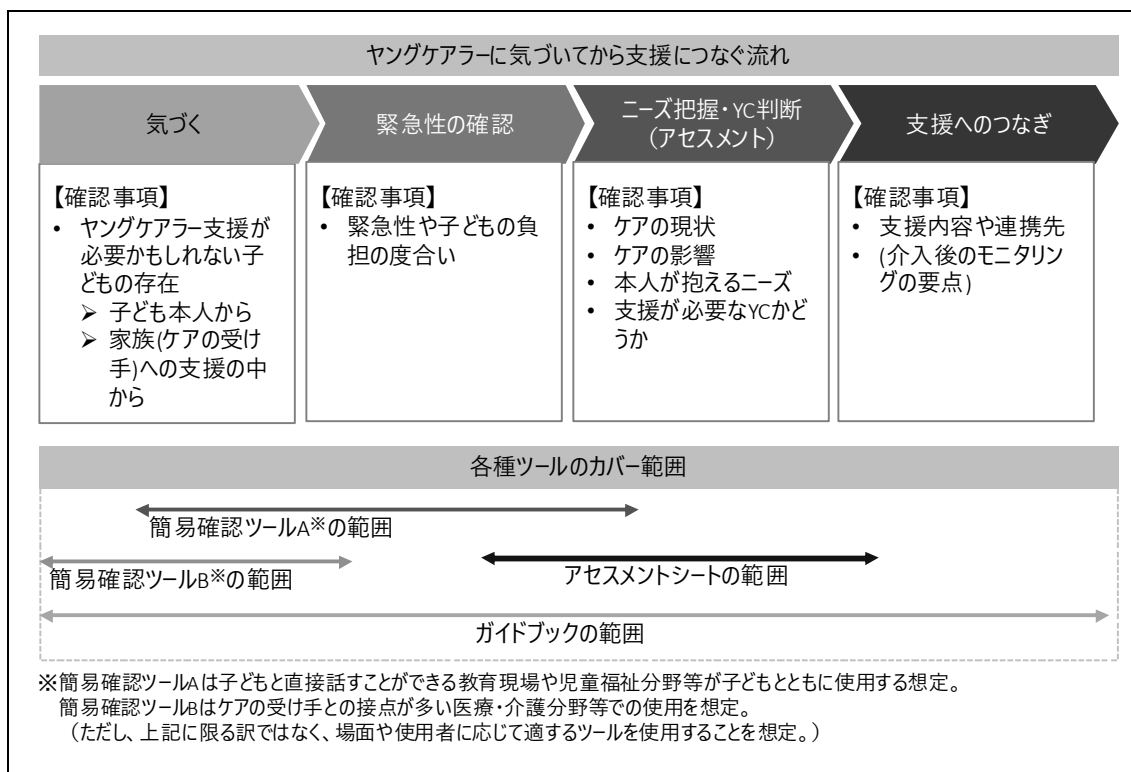 ヤングケアラーに気づいてから支援につなぐ流れ
気づく
緊急性の確認
ニーズ把握・YC判断
（アセスメント）
支援へのつなぎ
【確認事項】
• ヤングケアラー支援が
必要かもしれない子
どもの存在
➢ 子ども本人から
➢ 家族(ケアの受け
手)への支援の中
から
【確認事項】
• 緊急性や子どもの負
担の度合い
【確認事項】
• ケアの現状
• ケアの影響
• 本人が抱えるニーズ
• 支援が必要なYCかど
うか
【確認事項】
• 支援内容や連携先
• (介入後のモニタリン
グの要点)
各種ツールのカバー範囲
簡易確認ツールA※の範囲
簡易確認ツールB※の範囲
アセスメントシートの範囲
ガイドブックの範囲
※簡易確認ツールAは子どもと直接話すことができる教育現場や児童福祉分野等が子どもとともに使用する想定。
簡易確認ツールBはケアの受け手との接点が多い医療・介護分野等での使用を想定。
（ただし、上記に限る訳ではなく、場面や使用者に応じて適するツールを使用することを想定。）